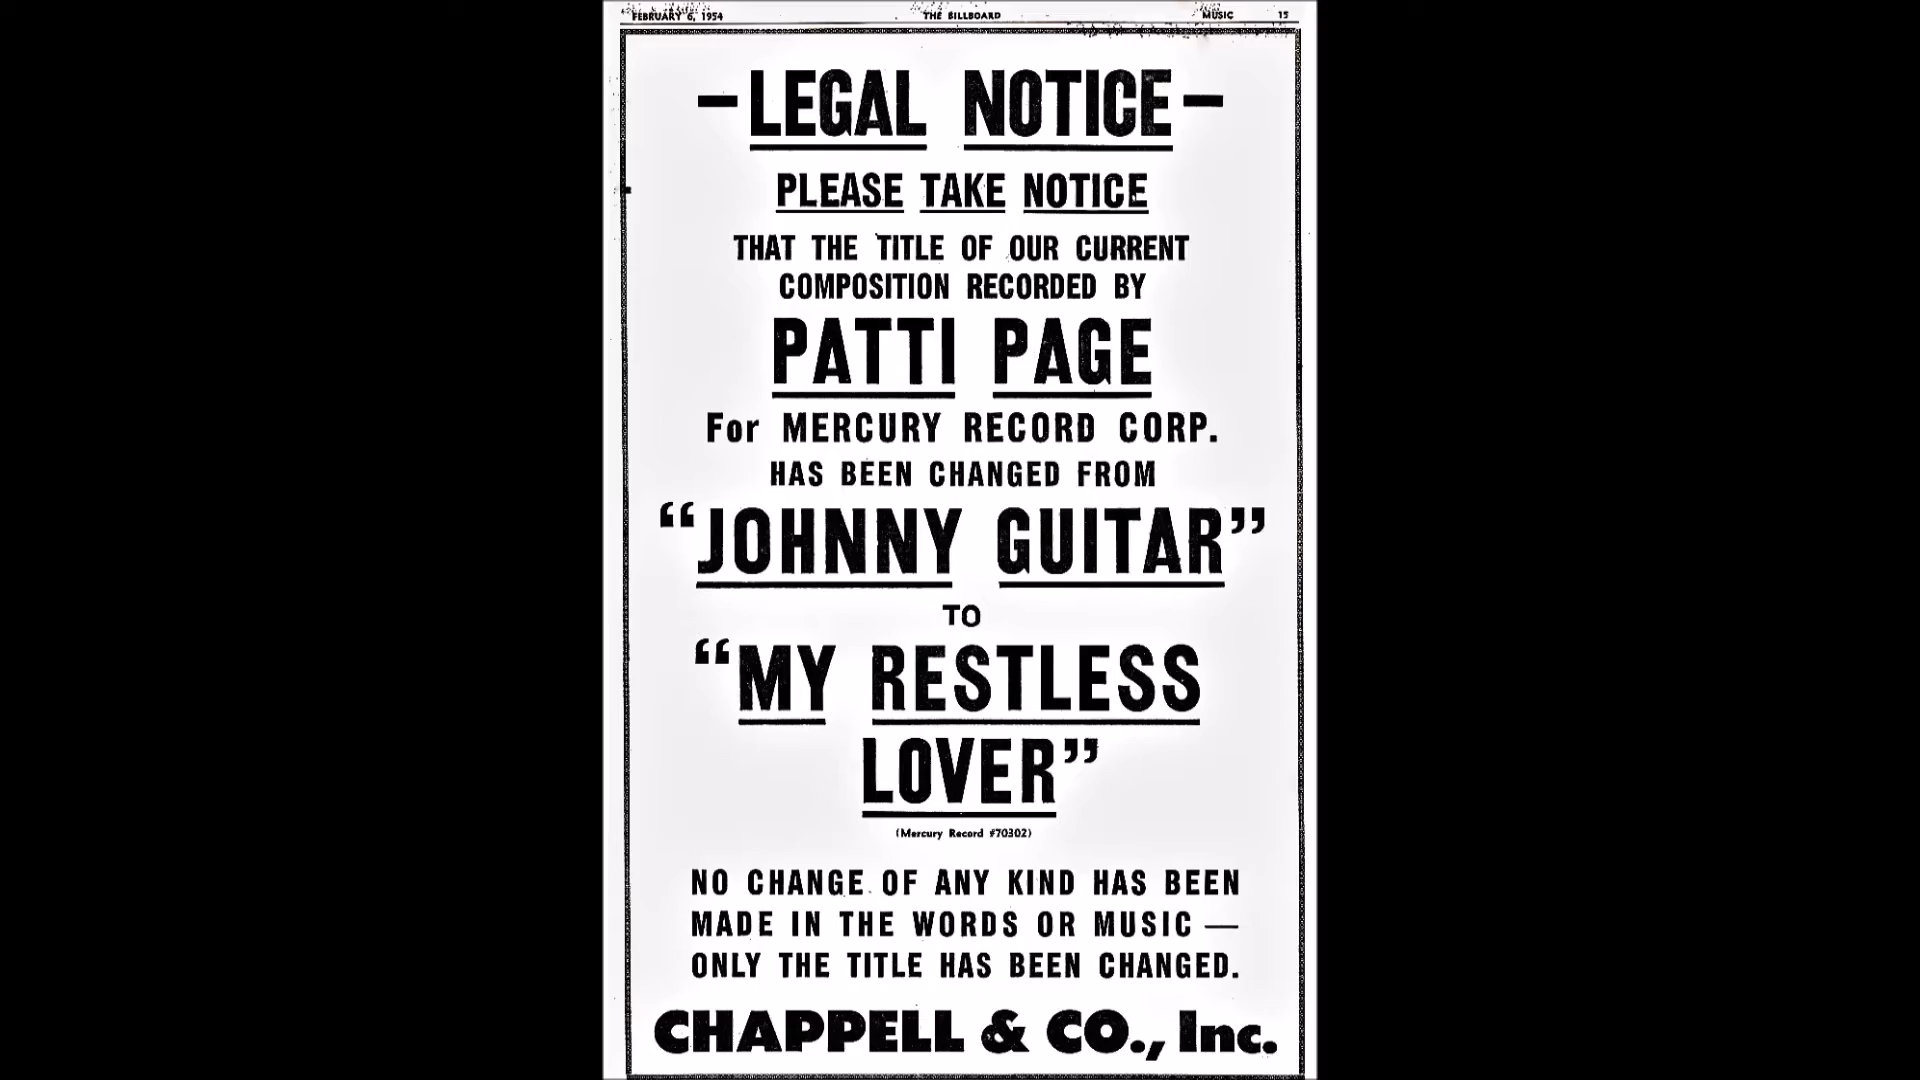 FEBRUARY 6, 1954 THE BILLBOARD MUSIC 15
-LEGAL NOTICE-
PLEASE TAKE NOTICE
THAT THE TITLE OF OUR CURRENT
COMPOSITION RECORDED BY
PATTI PAGE
For MERCURY RECORD CORP.
HAS BEEN CHANGED FROM
“JOHNNY GUITAR”
TO
“MY RESTLESS
LOVER”
(Mercury Record #70302)
NO CHANGE OF ANY KIND HAS BEEN
MADE IN THE WORDS OR MUSIC —
ONLY THE TITLE HAS BEEN CHANGED.
CHAPPELL & CO., Inc.